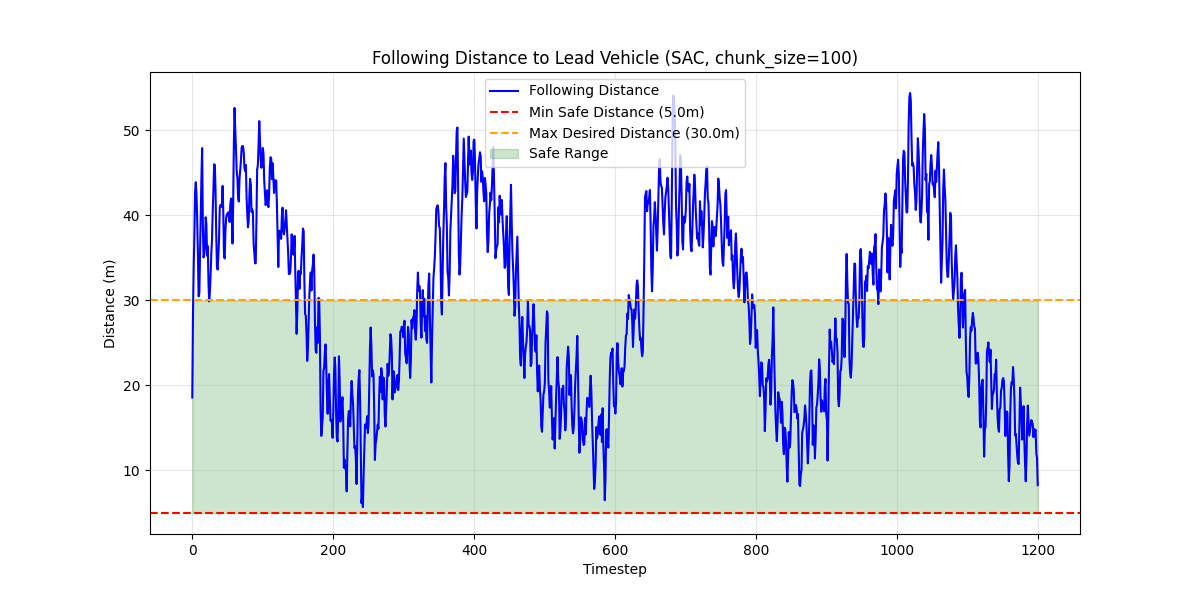 Following Distance to Lead Vehicle (SAC, chunk_size=100)
Following Distance
Min Safe Distance (5.0m)
Max Desired Distance (30.0m)
Safe Range
Distance (m)
50
40
30
20
10
0 200 400 600 800 1000 1200
Timestep